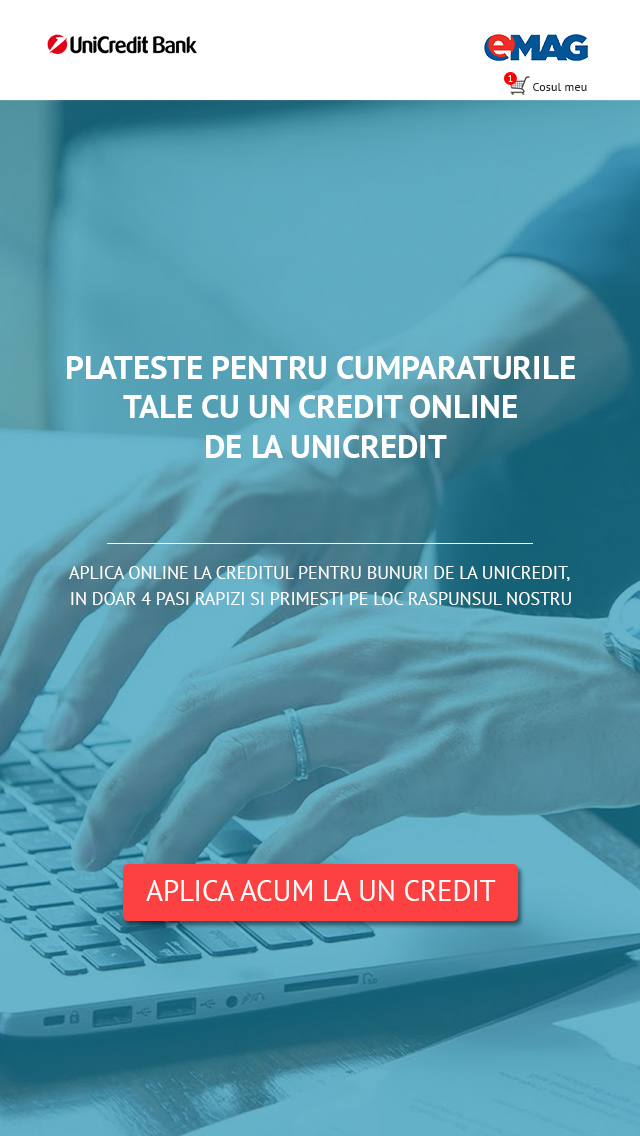 UniCredit Bank
eMAG
1
Cosul meu
PLATESTE PENTRU CUMPARATURILE
TALE CU UN CREDIT ONLINE
DE LA UNICREDIT
APLICA ONLINE LA CREDITUL PENTRU BUNURI DE LA UNICREDIT,
IN DOAR 4 PASI RAPIZI SI PRIMESTI PE LOC RASPUNSUL NOSTRU
APLICA ACUM LA UN CREDIT